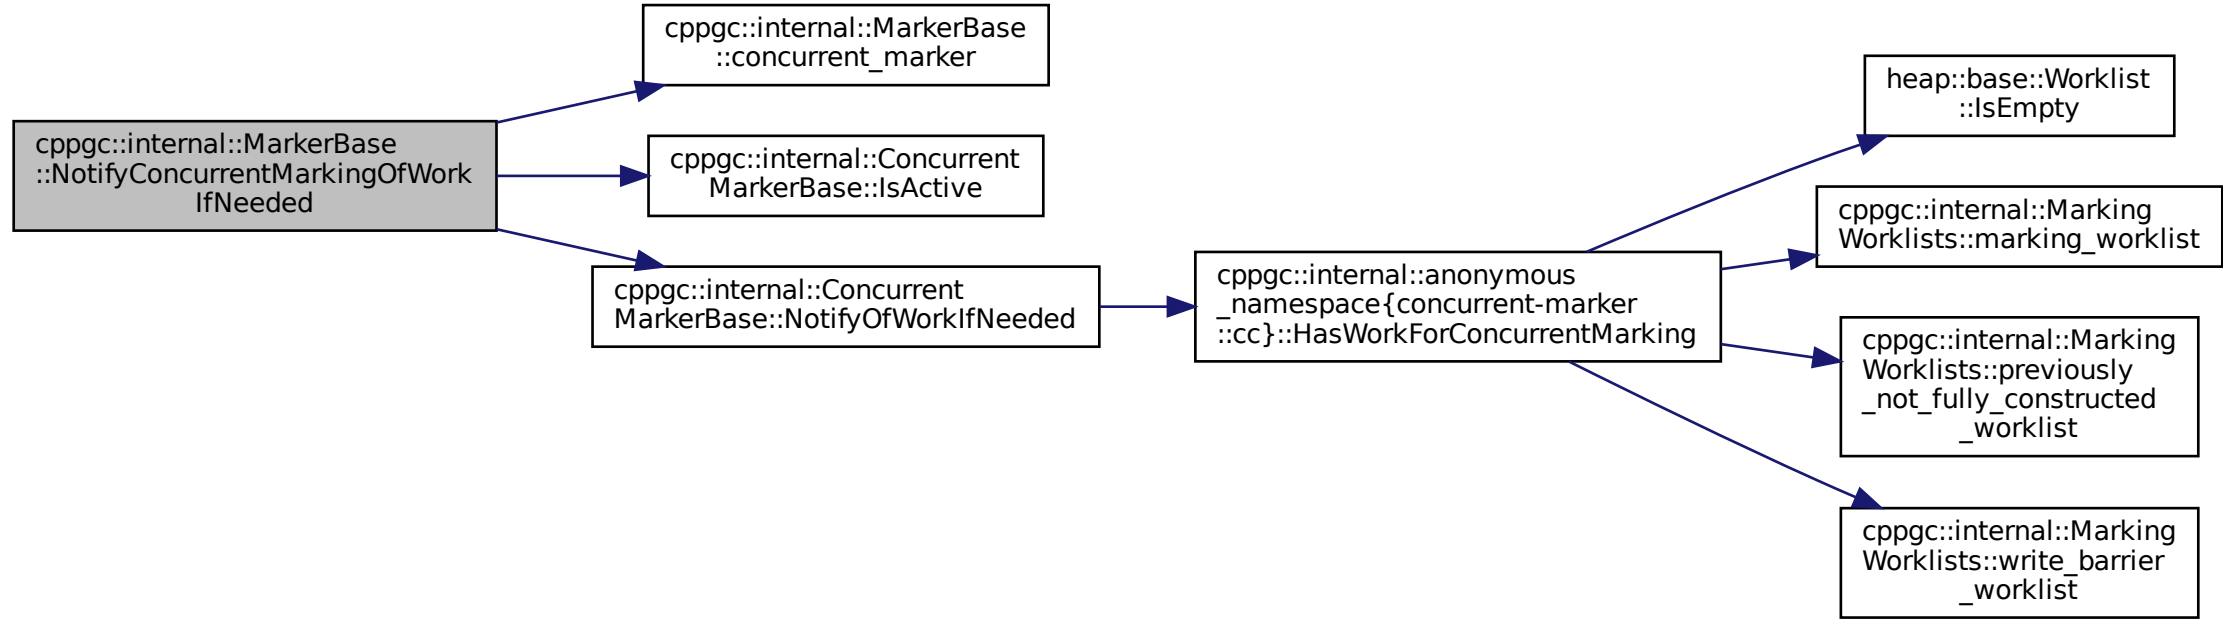 cppgc::internal::MarkerBase
::NotifyConcurrentMarkingOfWork
IfNeeded
cppgc::internal::MarkerBase
::concurrent_marker
cppgc::internal::Concurrent
MarkerBase::IsActive
cppgc::internal::Concurrent
MarkerBase::NotifyOfWorkIfNeeded
cppgc::internal::anonymous
_namespace{concurrent-marker
::cc}::HasWorkForConcurrentMarking
heap::base::Worklist
::IsEmpty
cppgc::internal::Marking
Worklists::marking_worklist
cppgc::internal::Marking
Worklists::previously
_not_fully_constructed
_worklist
cppgc::internal::Marking
Worklists::write_barrier
_worklist